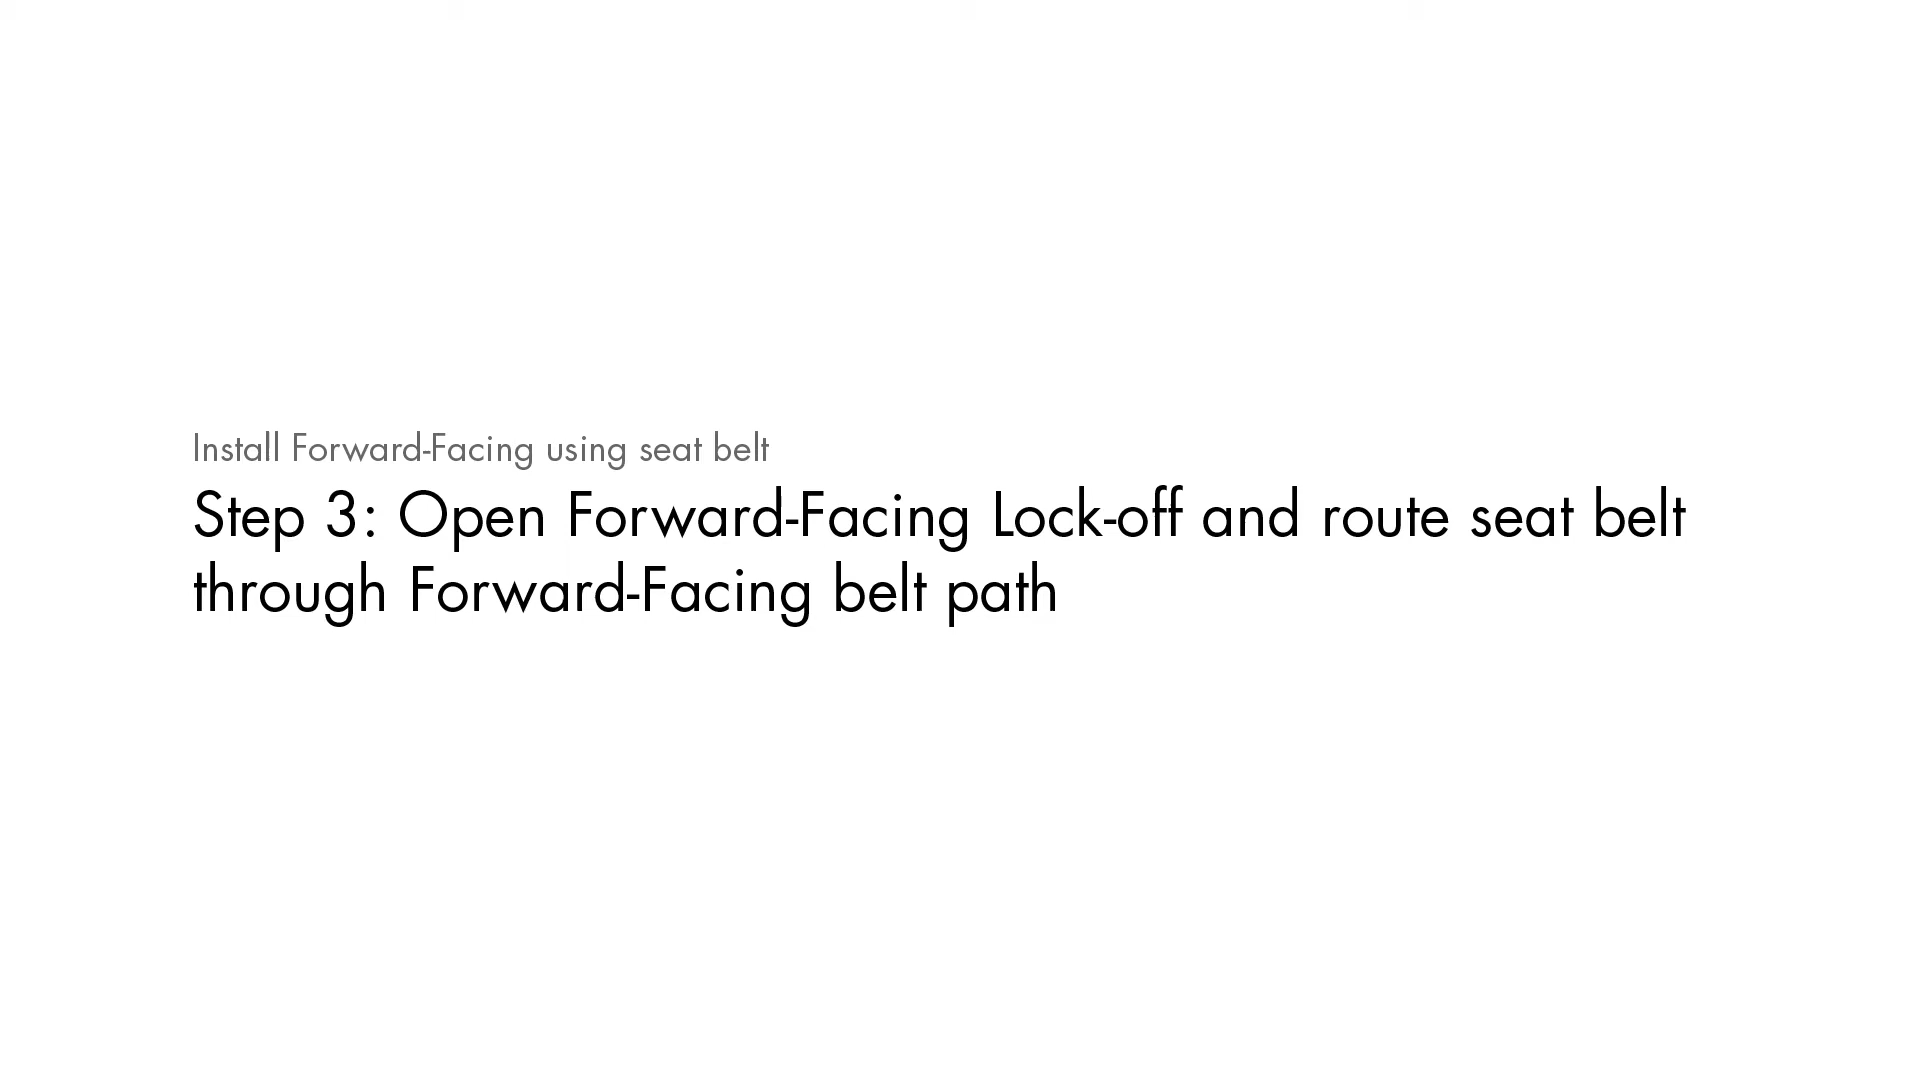 Install Forward-Facing using seat belt
Step 3: Open Forward-Facing Lock-off and route seat belt
through Forward-Facing belt path